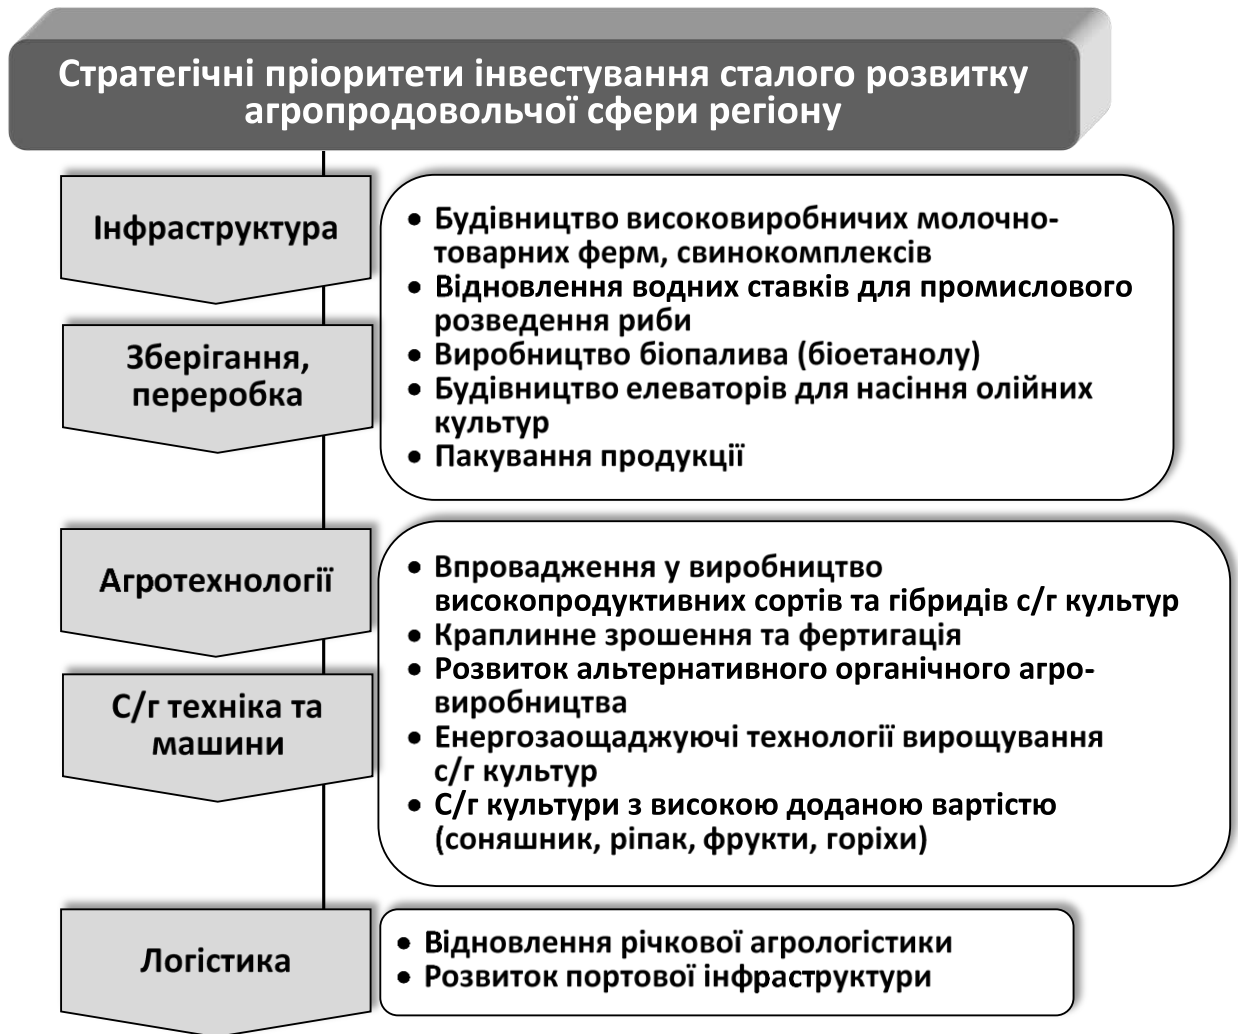 Стратегічні пріоритети інвестування сталого розвитку
агропродовольчої сфери регіону
Інфраструктура
Зберігання,
переробка
• Будівництво високовиробничих молочно-
товарних ферм, свинокомплексів
• Відновлення водних ставків для промислового
розведення риби
• Виробництво біопалива (біоетанолу)
• Будівництво елеваторів для насіння олійних
культур
• Пакування продукції
Агротехнології
С/г техніка та
машини
• Впровадження у виробництво
високопродуктивних сортів та гібридів с/г культур
• Краплинне зрошення та фертигація
• Розвиток альтернативного органічного агро-
виробництва
• Енергозаощаджуючі технології вирощування
с/г культур
• С/г культури з високою доданою вартістю
(соняшник, ріпак, фрукти, горіхи)
Логістика
• Відновлення річкової агрологістики
• Розвиток портової інфраструктури